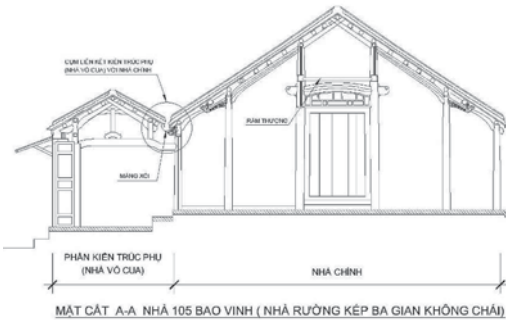 CỤM LIÊN KẾT KIẾN TRÚC PHỤ
(NHÀ VỎ CUA) VỚI NHÀ CHÍNH
RẦM THƯỢNG
MÁNG XỐI
PHẦN KIẾN TRÚC PHỤ
(NHÀ VỎ CUA)
NHÀ CHÍNH
MẶT CẮT A-A NHÀ 105 BAO VINH ( NHÀ RƯỜNG KÉP BA GIAN KHÔNG CHÁI)